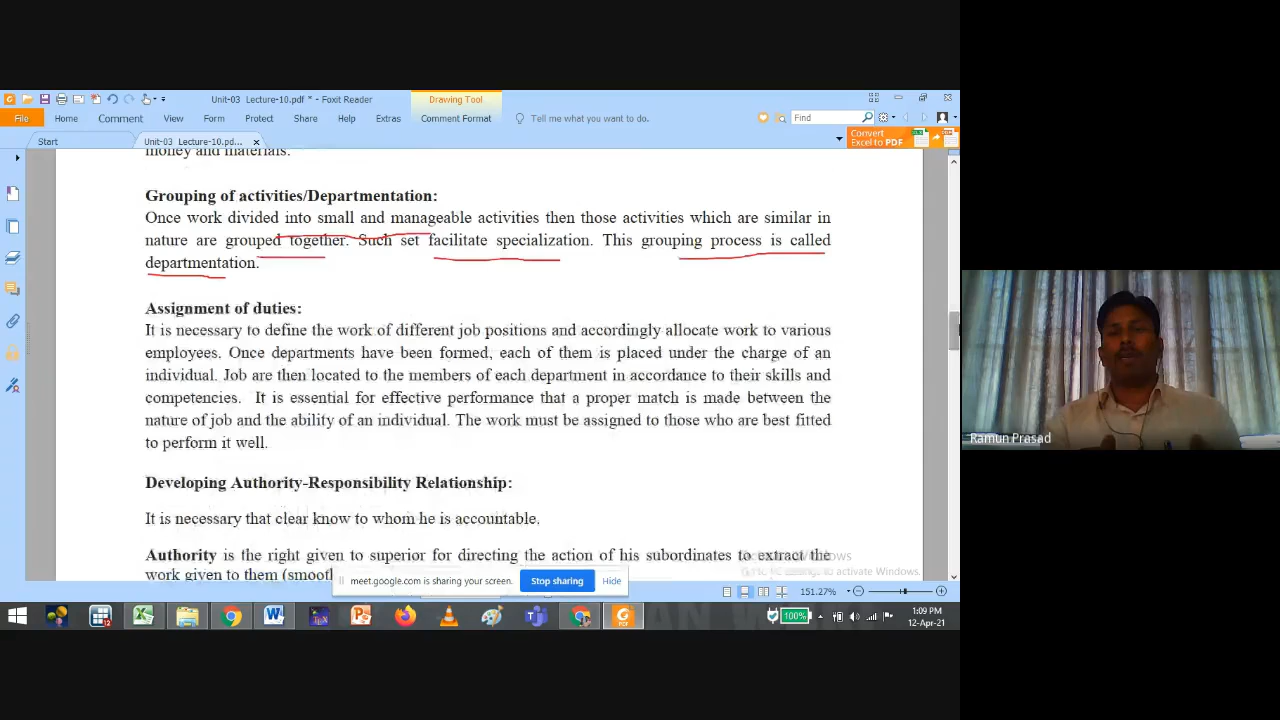 Unit-03 Lecture-10.pdf * - Foxit Reader
Drawing Tool
File Home Comment View Form Protect Share Help Extras Comment Format Tell me what you want to do. Find
Start Unit-03 Lecture-10.pdf... Convert
Excel to PDF
money and materials.
Grouping of activities/Departmentation:
Once work divided into small and manageable activities then those activities which are similar in
nature are grouped together. Such set facilitate specialization. This grouping process is called
departmentation.
Assignment of duties:
It is necessary to define the work of different job positions and accordingly allocate work to various
employees. Once departments have been formed, each of them is placed under the charge of an
individual. Job are then located to the members of each department in accordance to their skills and
competencies. It is essential for effective performance that a proper match is made between the
nature of job and the ability of an individual. The work must be assigned to those who are best fitted
to perform it well.
Ramun Prasad
Developing Authority-Responsibility Relationship:
It is necessary that clear know to whom he is accountable.
Authority is the right given to superior for directing the action of his subordinates to extract the
work given to them (smooth
meet.google.com is sharing your screen. Stop sharing Hide
to activate Windows.
151.27%
100%
1:09 PM
12-Apr-21